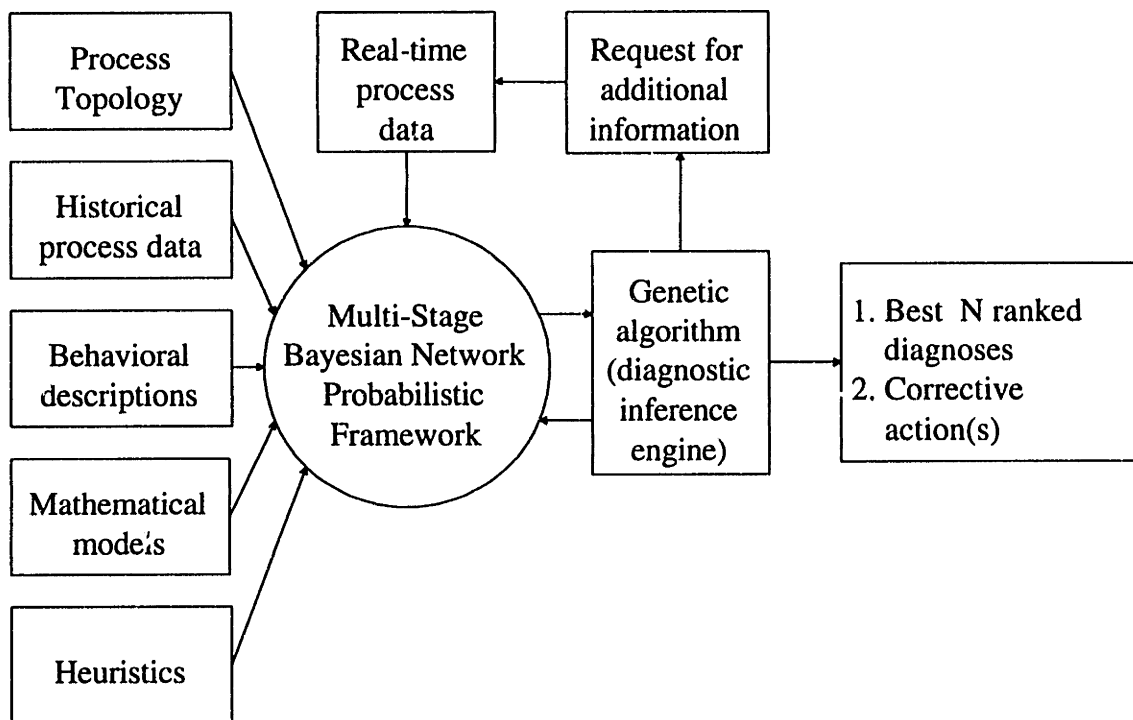 Process
Topology
Historical
process data
Behavioral
descriptions
Mathematical
models
Heuristics
Real-time
process
data
Request for
additional
information
Multi-Stage
Bayesian Network
Probabilistic
Framework
Genetic
algorithm
(diagnostic
inference
engine)
1. Best N ranked
diagnoses
2. Corrective
action(s)